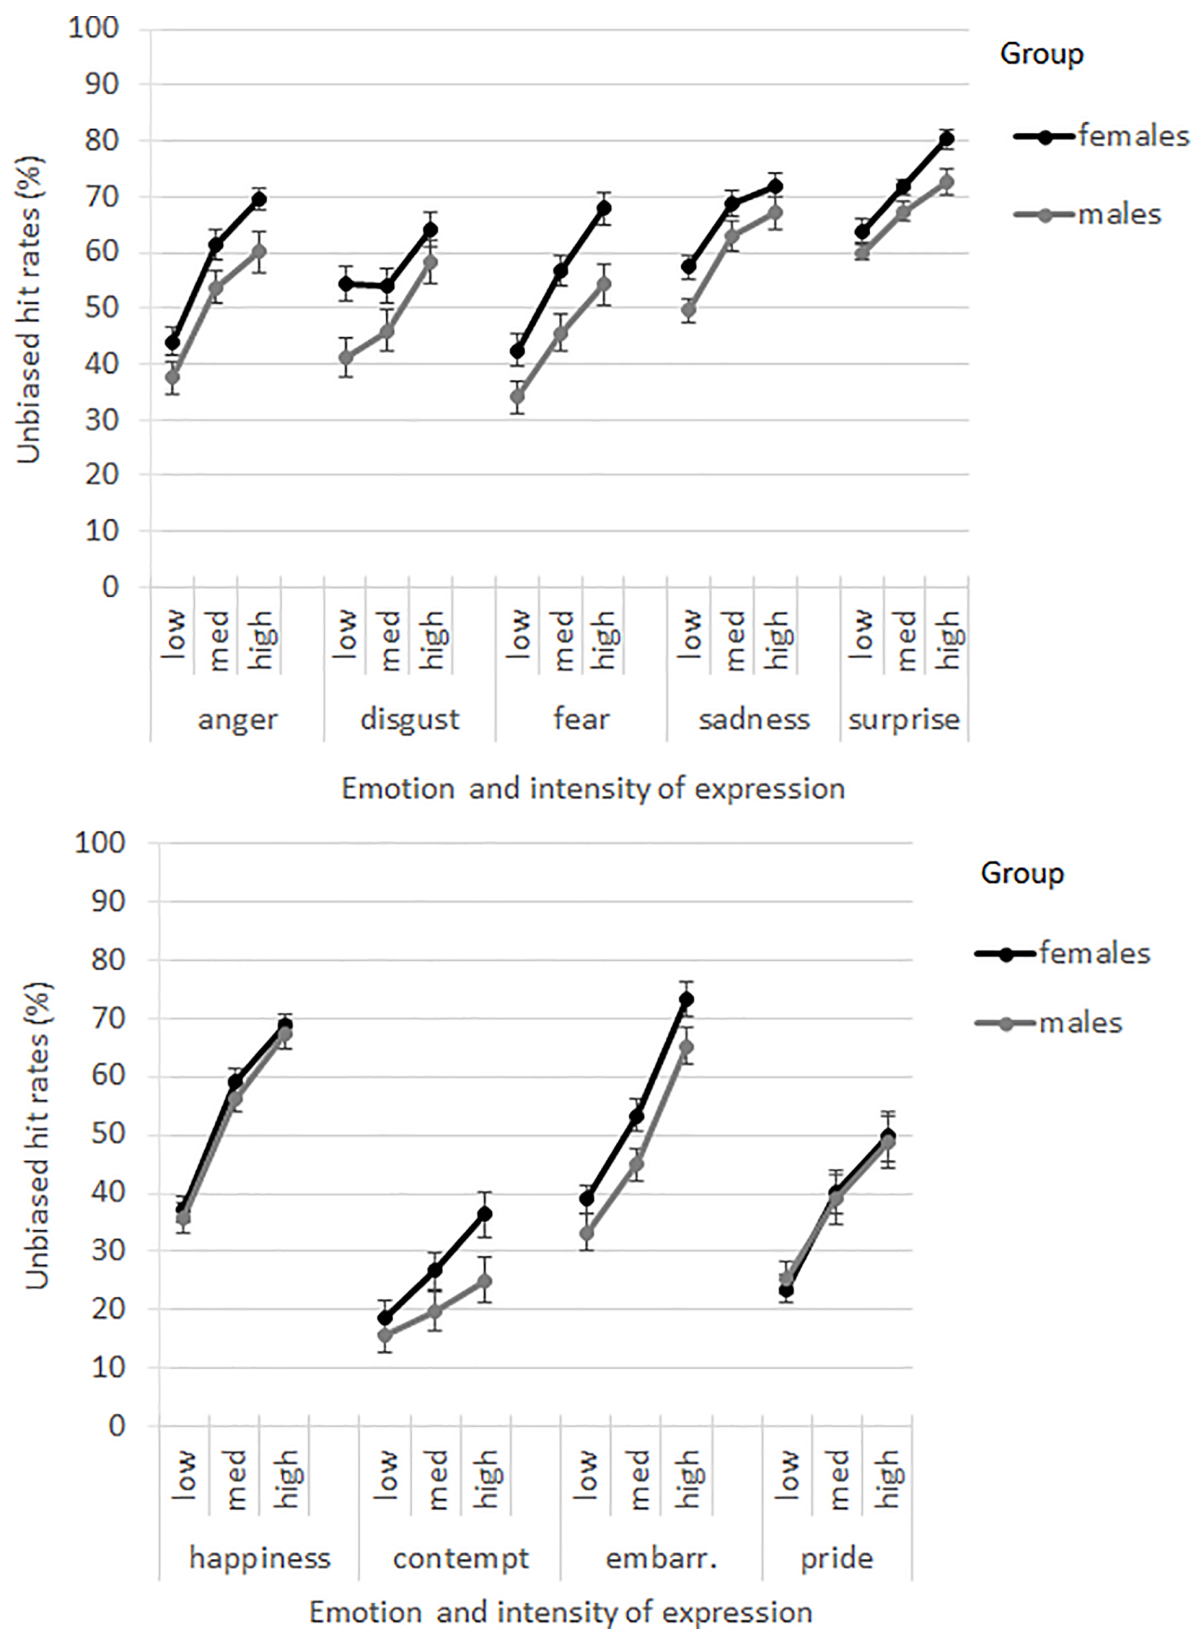 100
90
80
70
60
50
40
30
20
10
0
Unbiased hit rates (%)
Group
females
males
low med high low med high low med high low med high low med high
anger disgust fear sadness surprise
Emotion and intensity of expression
100
90
80
70
60
50
40
30
20
10
0
Unbiased hit rates (%)
Group
females
males
low med high low med high low med high low med high
happiness contempt embarr. pride
Emotion and intensity of expression